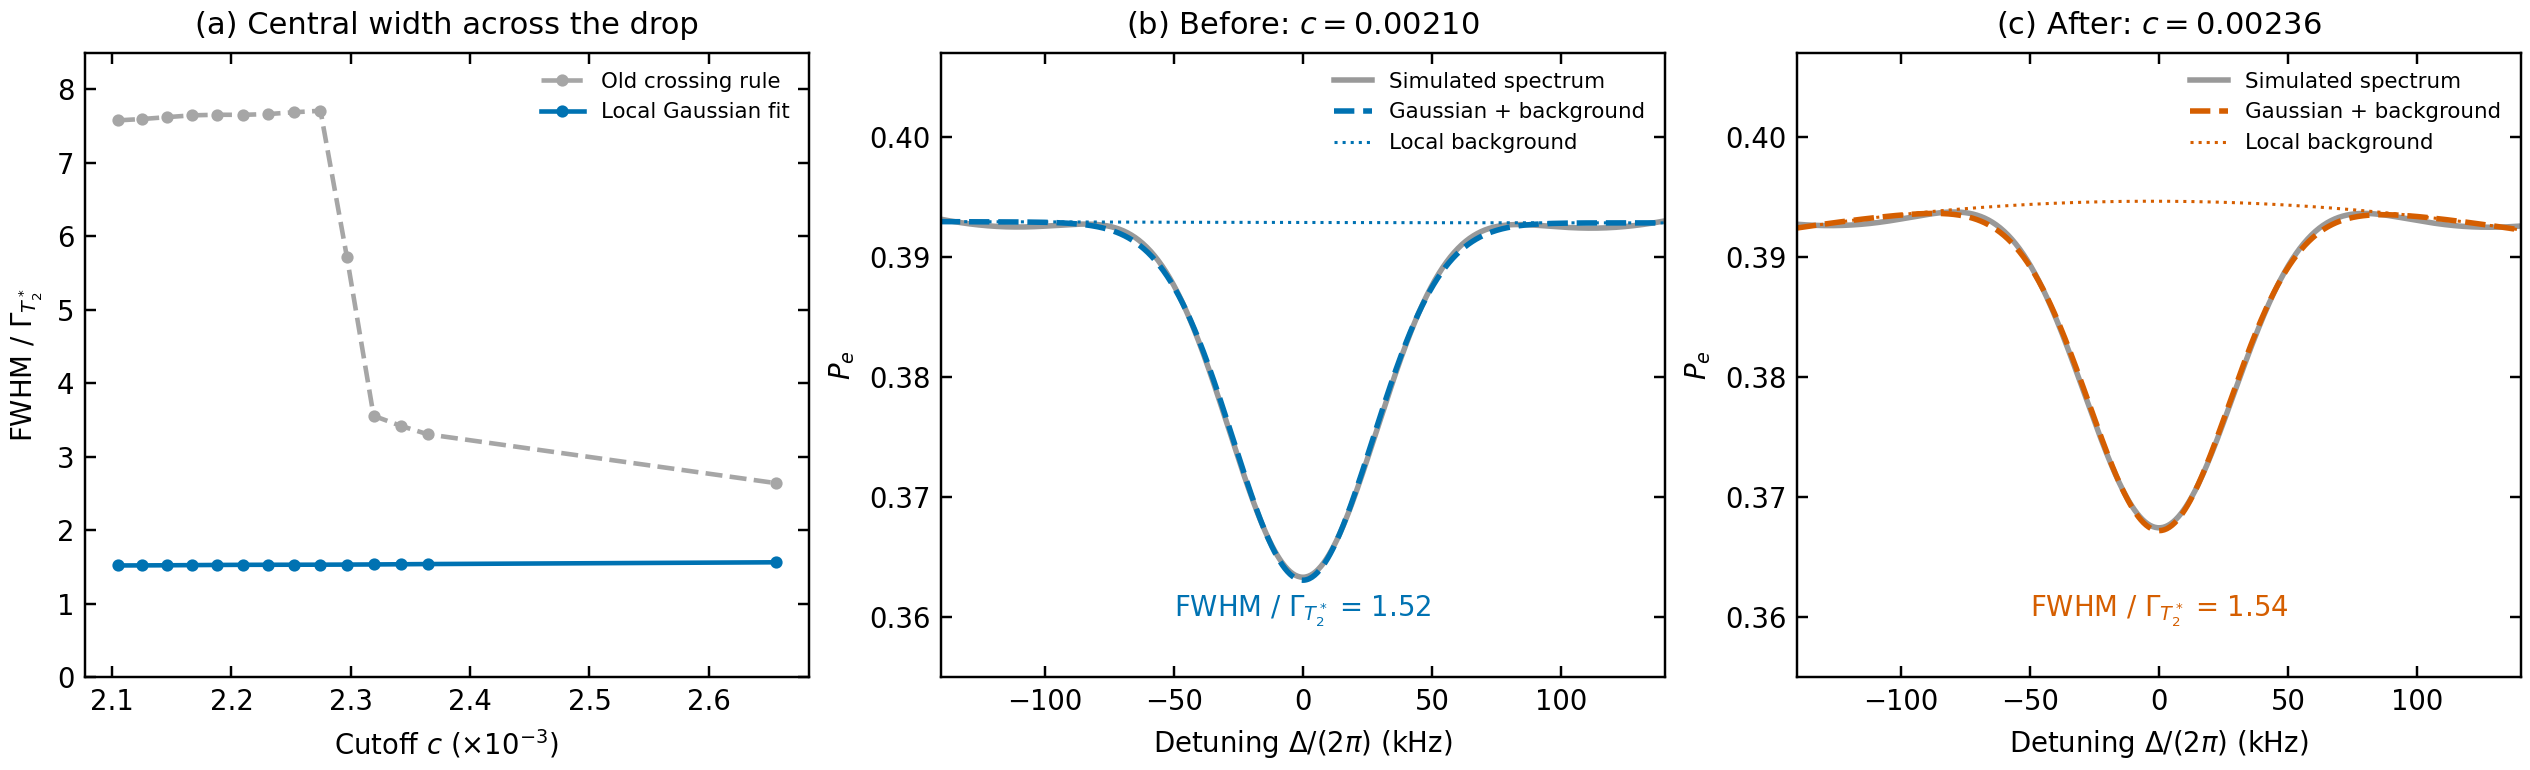 (a) Central width across the drop
FWHM / Γ_{T_2^*}
8
7
6
5
4
3
2
1
0
Old crossing rule
Local Gaussian fit
2.1 2.2 2.3 2.4 2.5 2.6
Cutoff c (×10⁻³)
(b) Before: c = 0.00210
P_e
0.40
0.39
0.38
0.37
0.36
Simulated spectrum
Gaussian + background
Local background
FWHM / Γ_{T_2^*} = 1.52
−100 −50 0 50 100
Detuning Δ/(2π) (kHz)
(c) After: c = 0.00236
P_e
0.40
0.39
0.38
0.37
0.36
Simulated spectrum
Gaussian + background
Local background
FWHM / Γ_{T_2^*} = 1.54
−100 −50 0 50 100
Detuning Δ/(2π) (kHz)